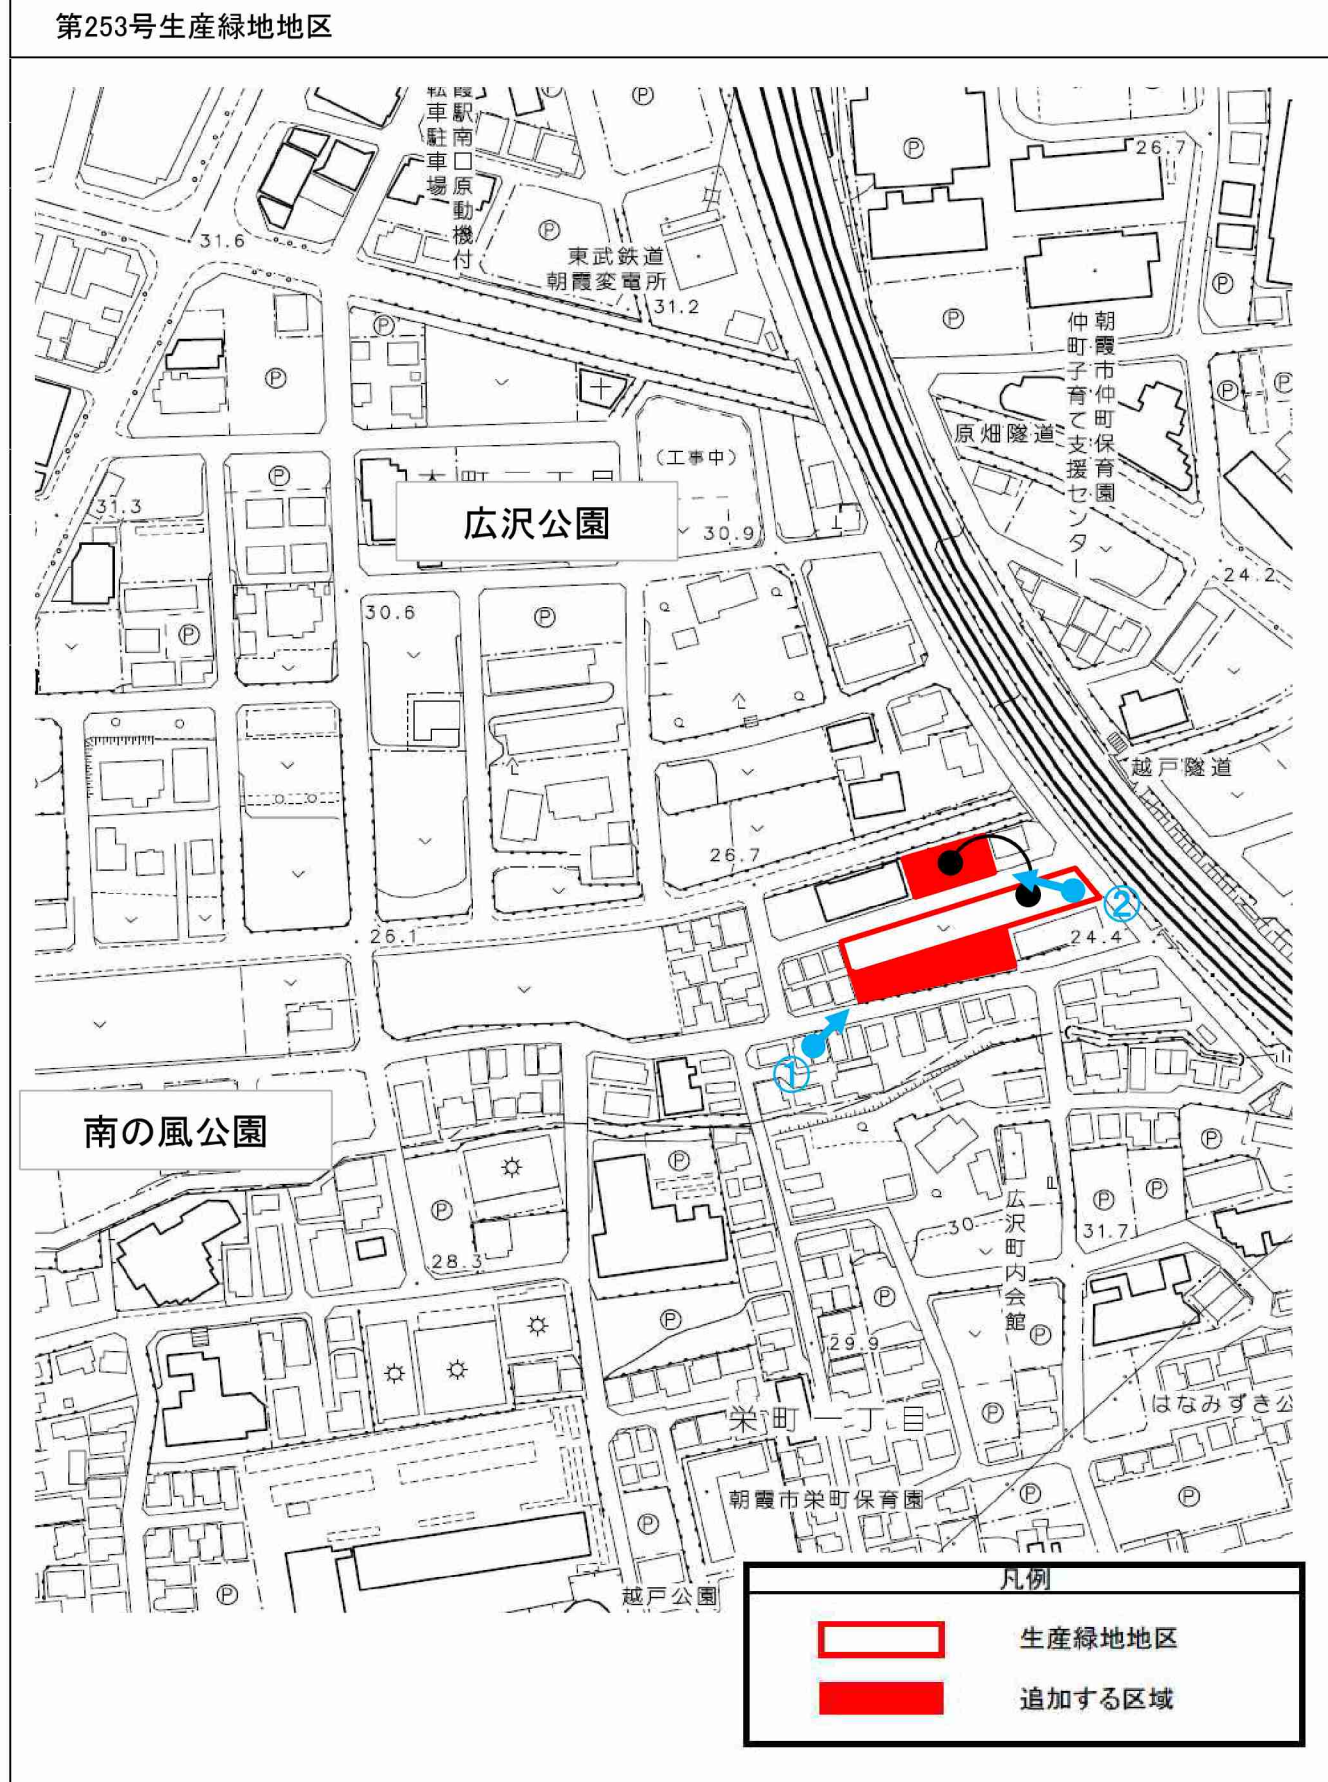 第253号生産緑地地区
霞駅南口原動機付
転車駐車場
Ⓟ
Ⓟ
26.7
31.6
Ⓟ
東武鉄道
朝霞変電所
31.2
Ⓟ
Ⓟ
Ⓟ
Ⓟ
朝霞市仲町保育園
仲町子育て支援センター
Ⓟ
Ⓟ
原畑隧道
(工事中)
Ⓟ
31.3
広沢公園
30.9
24.2
30.6
Ⓟ
Ⓟ
越戸隧道
26.7
②
26.1
24.4
①
南の風公園
Ⓟ
Ⓟ
Ⓟ
Ⓟ
Ⓟ
広沢町内会館
30
31.7
28.3
Ⓟ
Ⓟ
Ⓟ
29.9
はなみずき公
栄町一丁目
Ⓟ
朝霞市栄町保育園
Ⓟ
Ⓟ
Ⓟ
Ⓟ
越戸公園
凡例
生産緑地地区
追加する区域